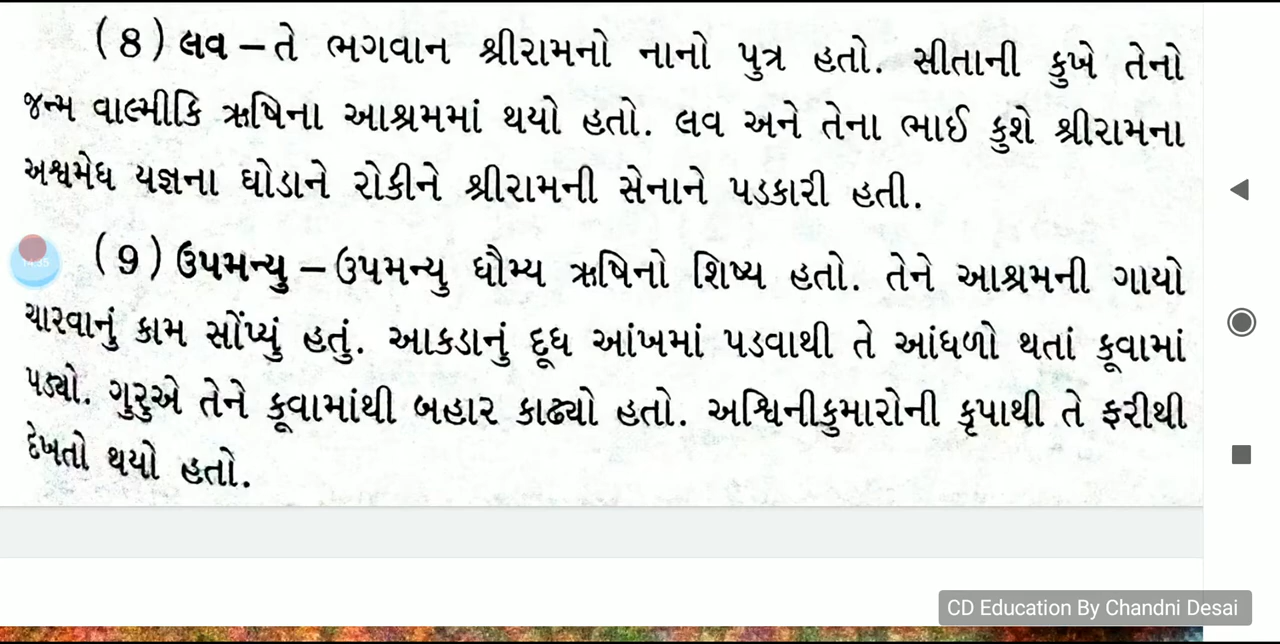 (8) લવ – તે ભગવાન શ્રીરામનો નાનો પુત્ર હતો. સીતાની કુખે તેનો
જન્મ વાલ્મીકિ ઋષિના આશ્રમમાં થયો હતો. લવ અને તેના ભાઈ કુશે શ્રીરામના
અશ્વમેધ યજ્ઞના ઘોડાને રોકીને શ્રીરામની સેનાને પડકારી હતી.
(9) ઉપમન્યુ – ઉપમન્યુ ધૌમ્ય ઋષિનો શિષ્ય હતો. તેને આશ્રમની ગાયો
ચારવાનું કામ સોંપ્યું હતું. આકડાનું દૂધ આંખમાં પડવાથી તે આંધળો થતાં કૂવામાં
પડ્યો. ગુરુએ તેને કૂવામાંથી બહાર કાઢ્યો હતો. અશ્વિનીકુમારોની કૃપાથી તે ફરીથી
દેખતો થયો હતો.
CD Education By Chandni Desai